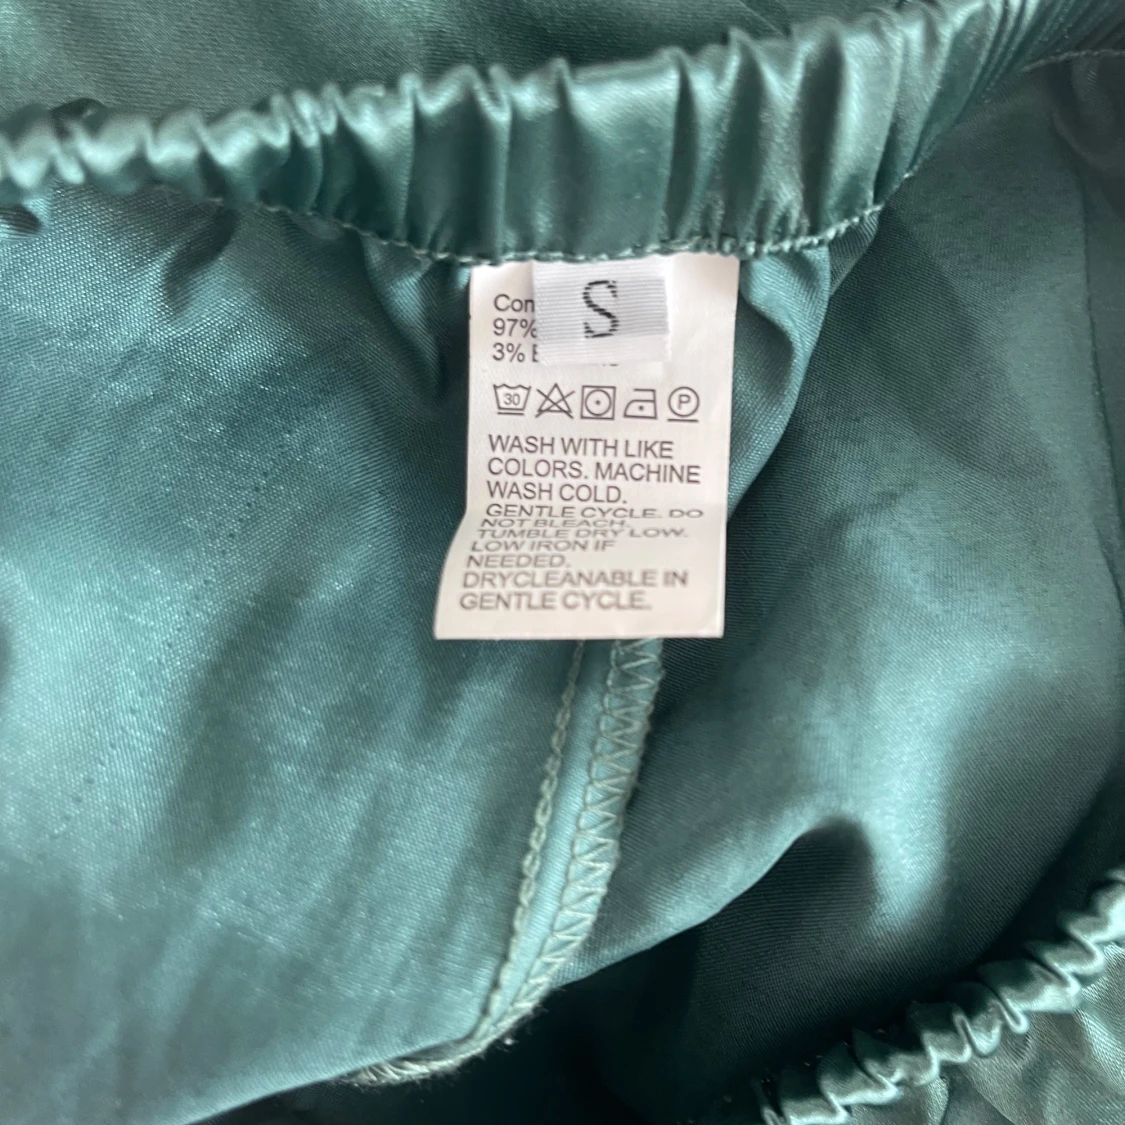 S
97%
3%
30
P
WASH WITH LIKE
COLORS. MACHINE
WASH COLD.
GENTLE CYCLE. DO
NOT BLEACH.
TUMBLE DRY LOW.
LOW IRON IF
NEEDED.
DRYCLEANABLE IN
GENTLE CYCLE.